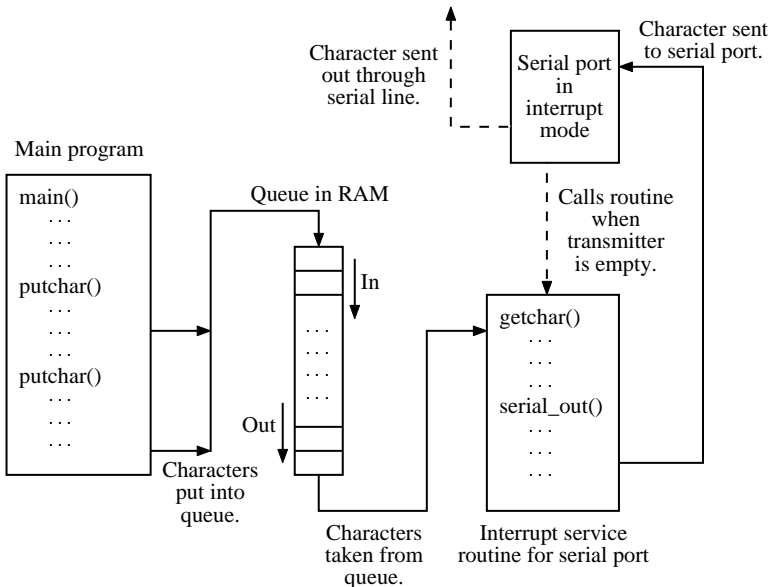 Character sent
out through
serial line.
Serial port
in
interrupt
mode
Character sent
to serial port.
Main program
main()
. . .
. . .
. . .
putchar()
. . .
. . .
. . .
putchar()
. . .
. . .
. . .
Characters
put into
queue.
Queue in RAM
In
. . .
. . .
. . .
. . .
Out
Characters
taken from
queue.
Calls routine
when
transmitter
is empty.
getchar()
. . .
. . .
. . .
serial_out()
. . .
. . .
. . .
Interrupt service
routine for serial port